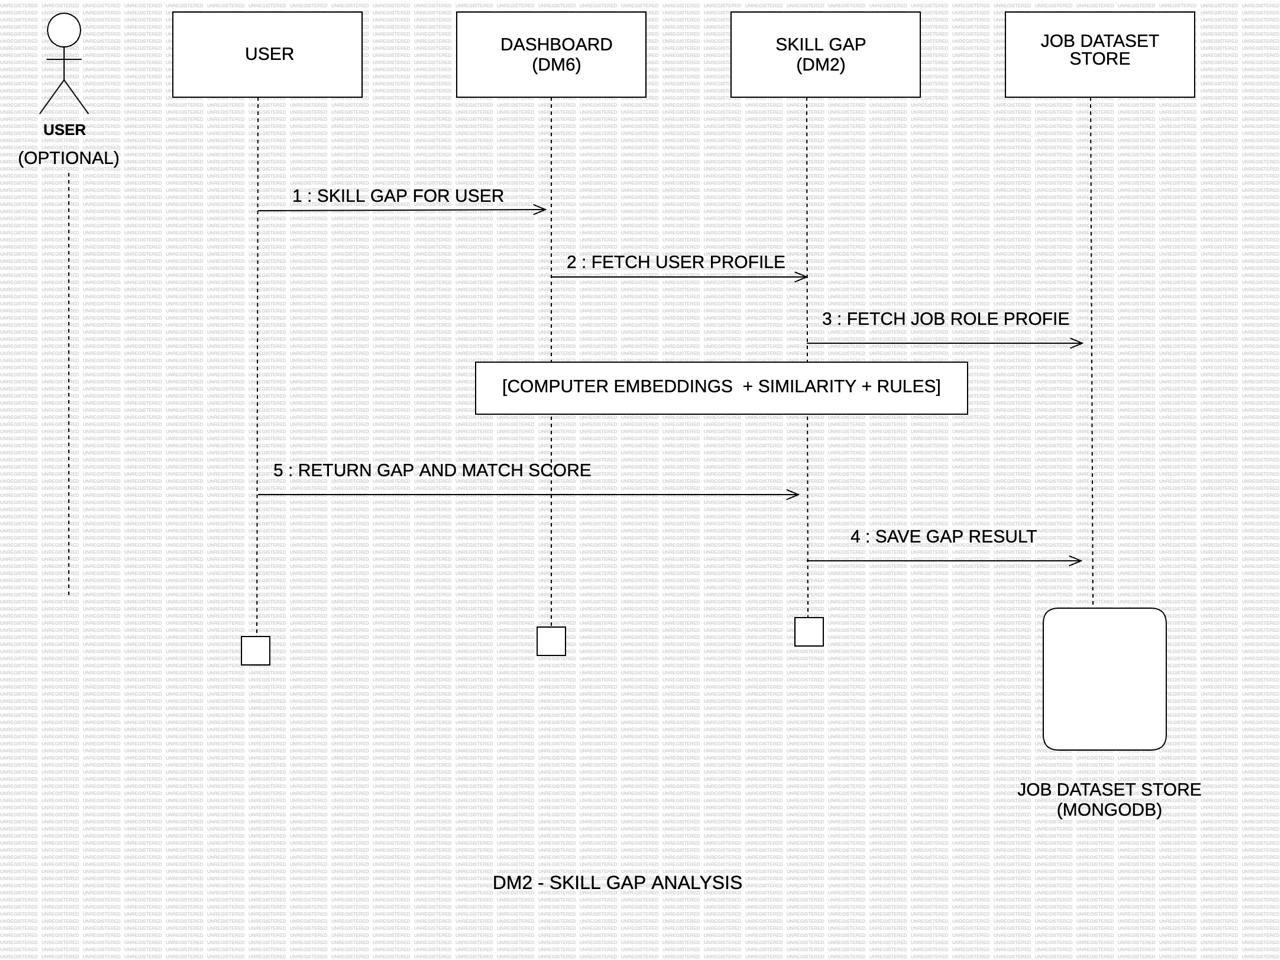 USER
(OPTIONAL)
USER
DASHBOARD
(DM6)
SKILL GAP
(DM2)
JOB DATASET
STORE
1 : SKILL GAP FOR USER
2 : FETCH USER PROFILE
3 : FETCH JOB ROLE PROFIE
[COMPUTER EMBEDDINGS + SIMILARITY + RULES]
5 : RETURN GAP AND MATCH SCORE
4 : SAVE GAP RESULT
JOB DATASET STORE
(MONGODB)
DM2 - SKILL GAP ANALYSIS
UNREGISTERED